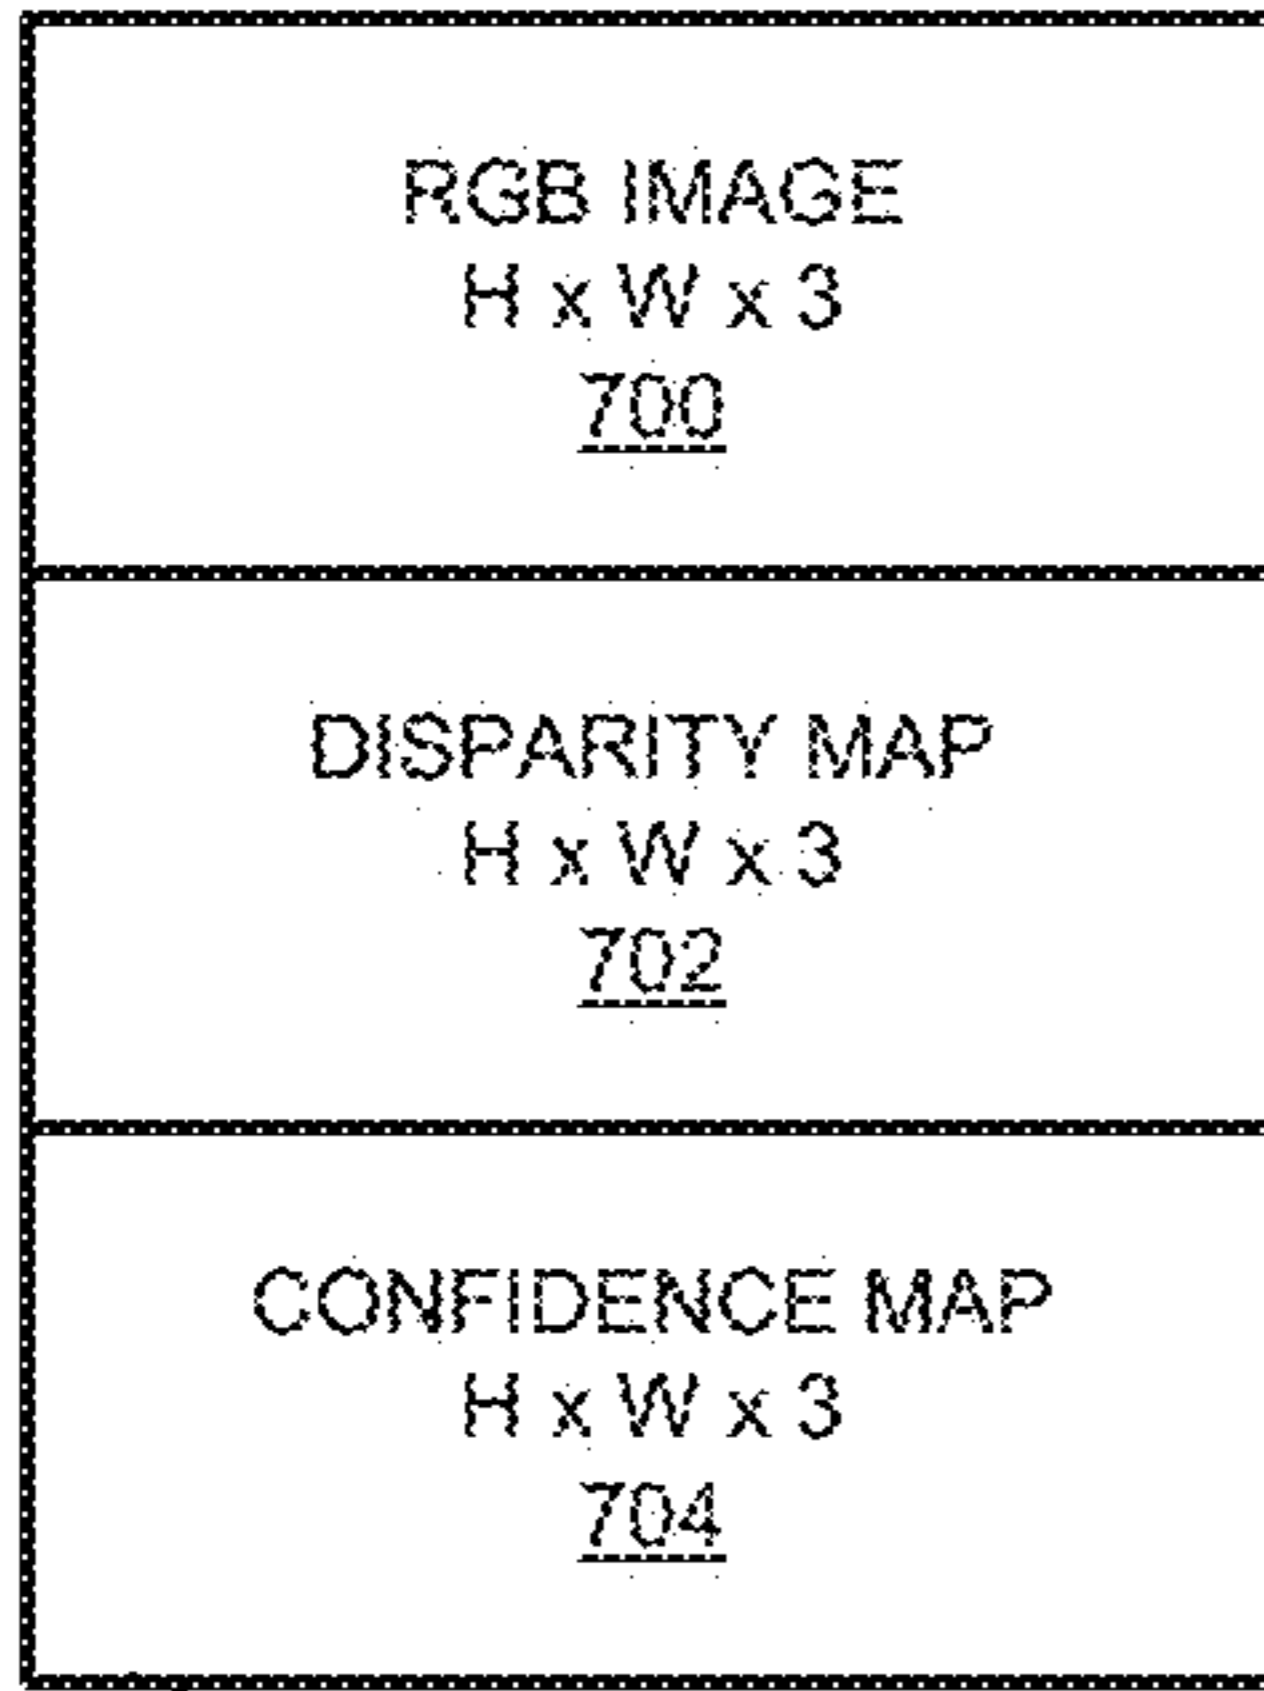 RGB IMAGE
H x W x 3
700
DISPARITY MAP
H x W x 3
702
CONFIDENCE MAP
H x W x 3
704